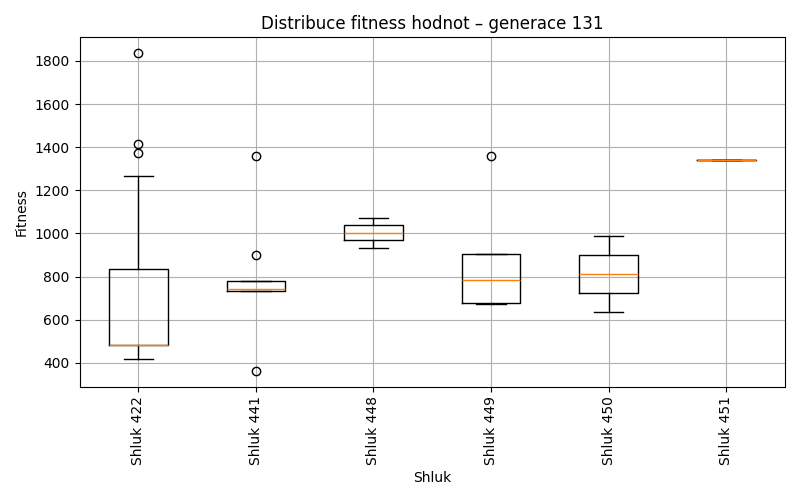 Distribuce fitness hodnot – generace 131
Fitness
1800
1600
1400
1200
1000
800
600
400
Shluk 422
Shluk 441
Shluk 448
Shluk 449
Shluk 450
Shluk 451
Shluk